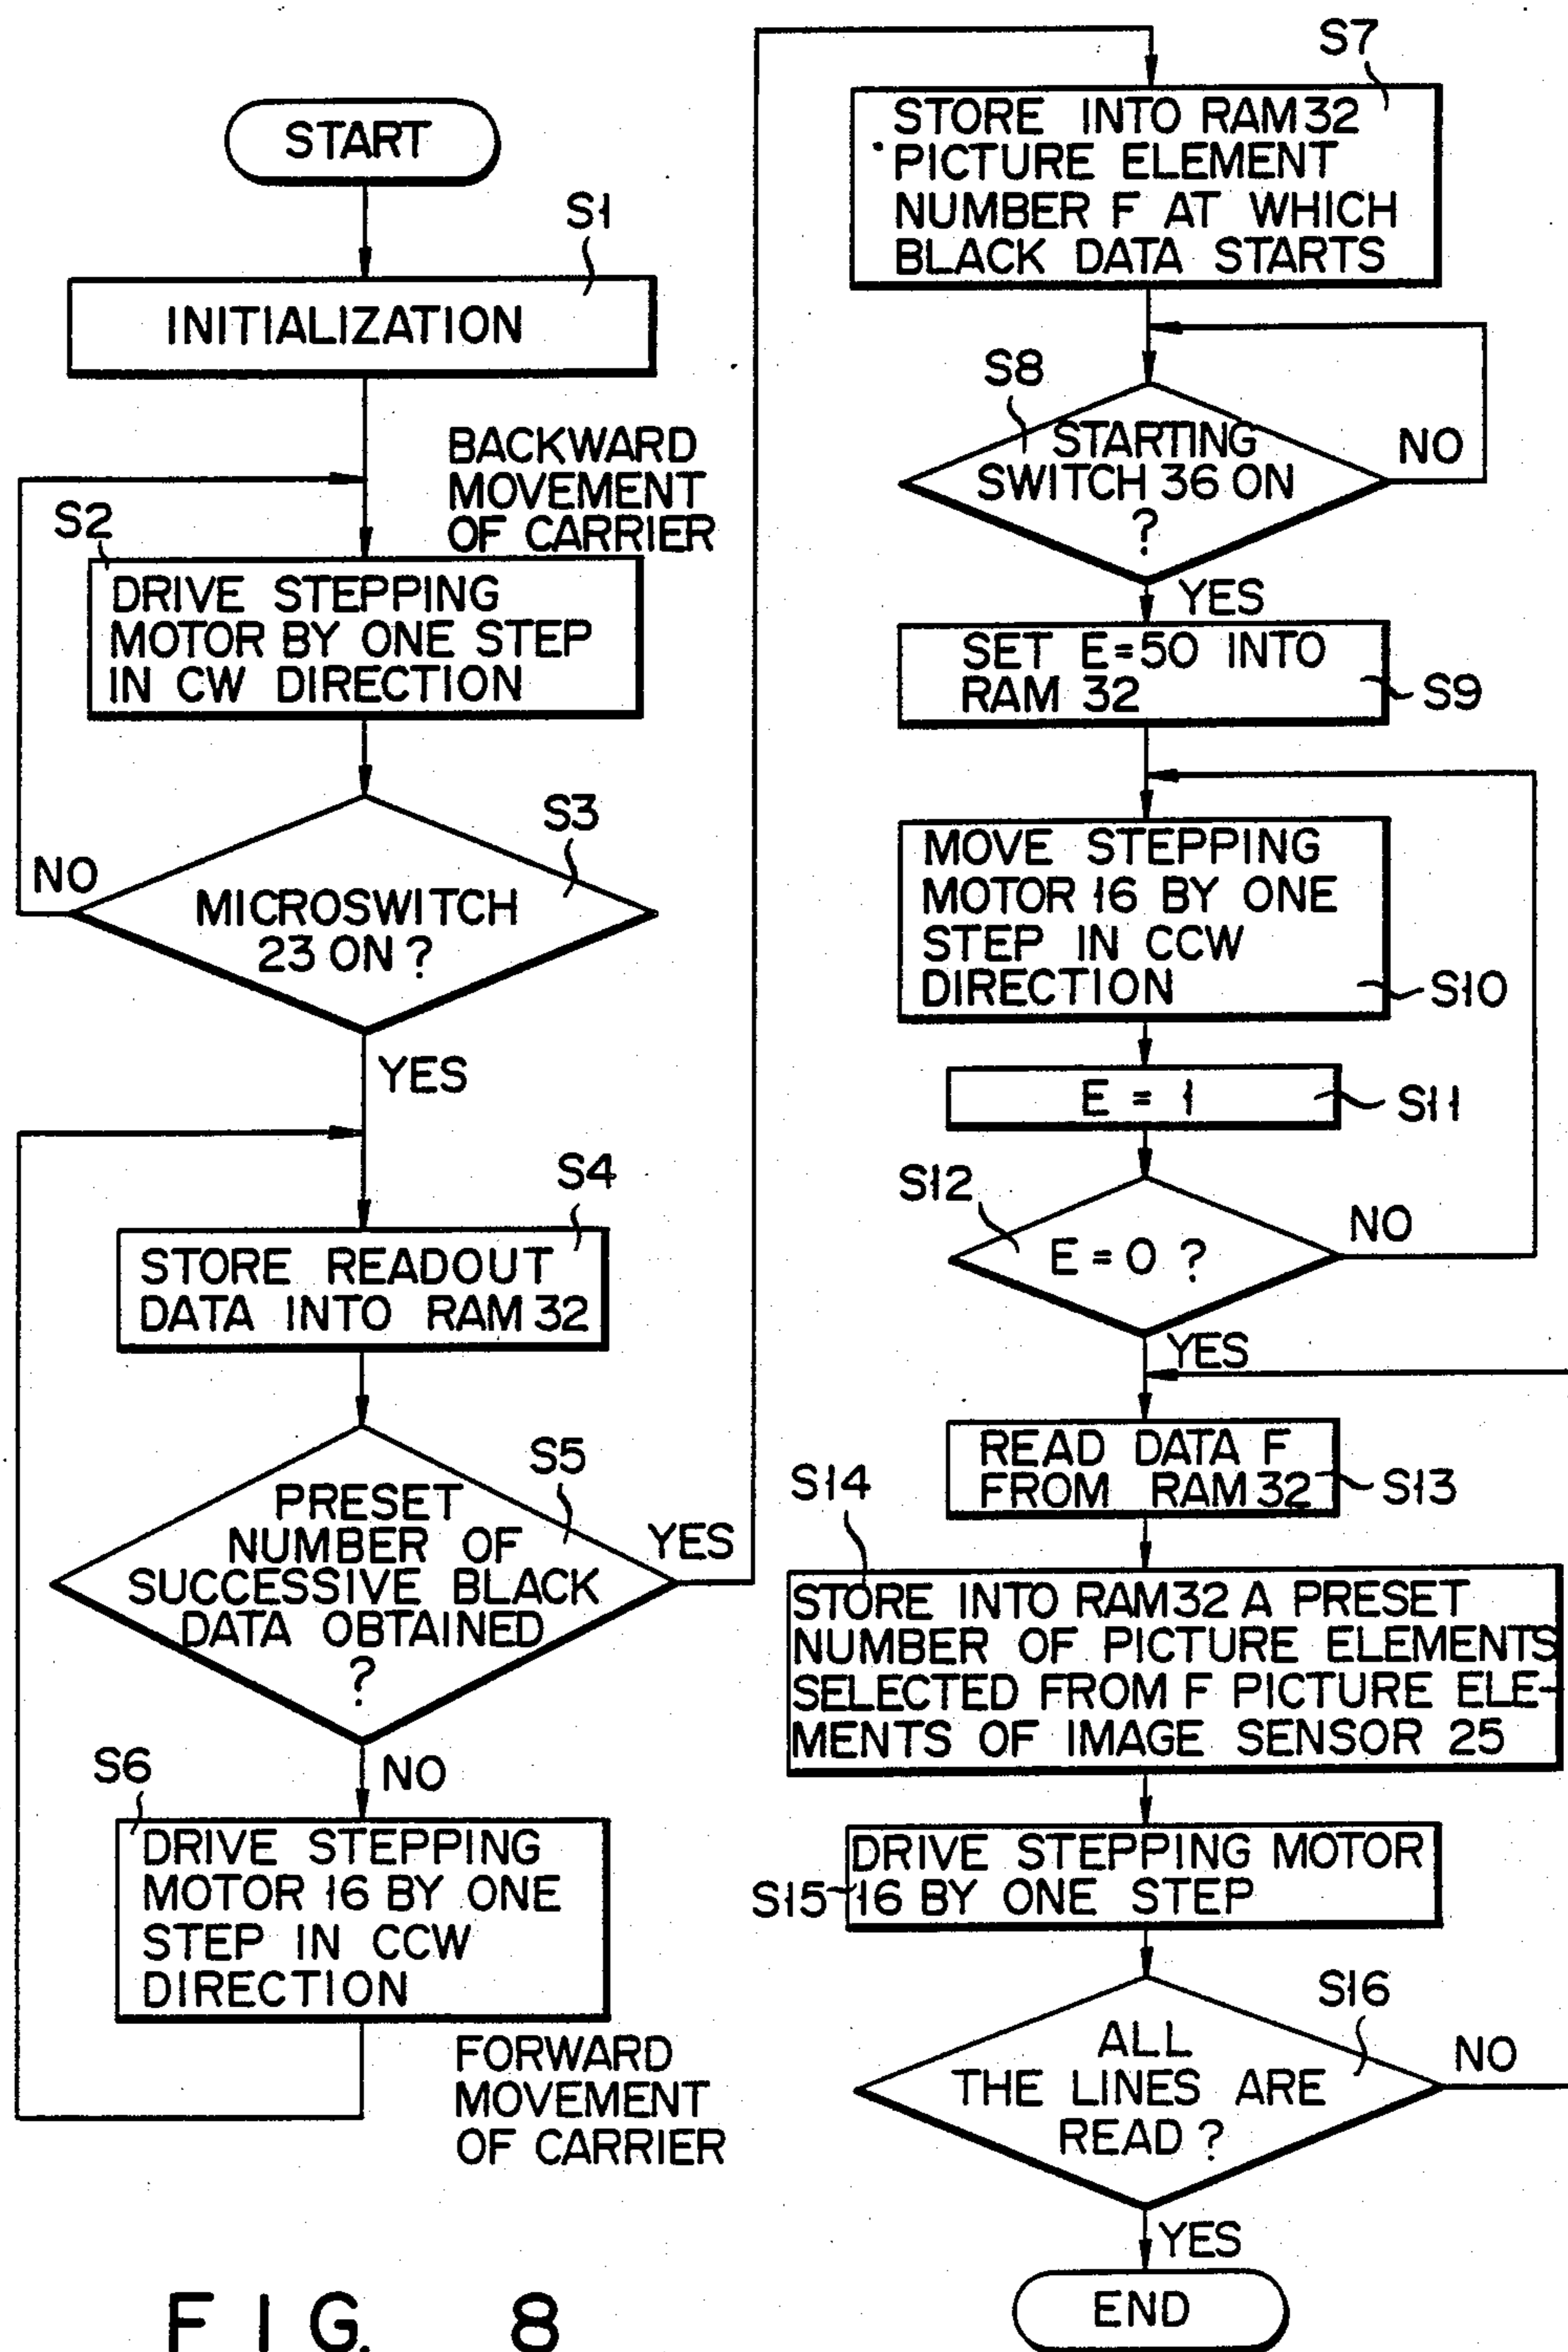 START
S1
INITIALIZATION
BACKWARD
MOVEMENT
OF CARRIER
S2
DRIVE STEPPING
MOTOR BY ONE STEP
IN CW DIRECTION
S3
NO
MICROSWITCH
23 ON ?
YES
S4
STORE READOUT
DATA INTO RAM 32
S5
PRESET
NUMBER OF
SUCCESSIVE BLACK
DATA OBTAINED
?
YES
NO
S6
DRIVE STEPPING
MOTOR 16 BY ONE
STEP IN CCW
DIRECTION
FORWARD
MOVEMENT
OF CARRIER
S7
STORE INTO RAM 32
PICTURE ELEMENT
NUMBER F AT WHICH
BLACK DATA STARTS
S8
STARTING
SWITCH 36 ON
?
NO
YES
SET E=50 INTO
RAM 32
S9
MOVE STEPPING
MOTOR 16 BY ONE
STEP IN CCW
DIRECTION
S10
E = 1
S11
S12
E = 0 ?
NO
YES
READ DATA F
FROM RAM 32
S13
S14
STORE INTO RAM 32 A PRESET
NUMBER OF PICTURE ELEMENTS
SELECTED FROM F PICTURE ELE-
MENTS OF IMAGE SENSOR 25
DRIVE STEPPING MOTOR
16 BY ONE STEP
S15
S16
ALL
THE LINES ARE
READ ?
NO
YES
END
FIG. 8